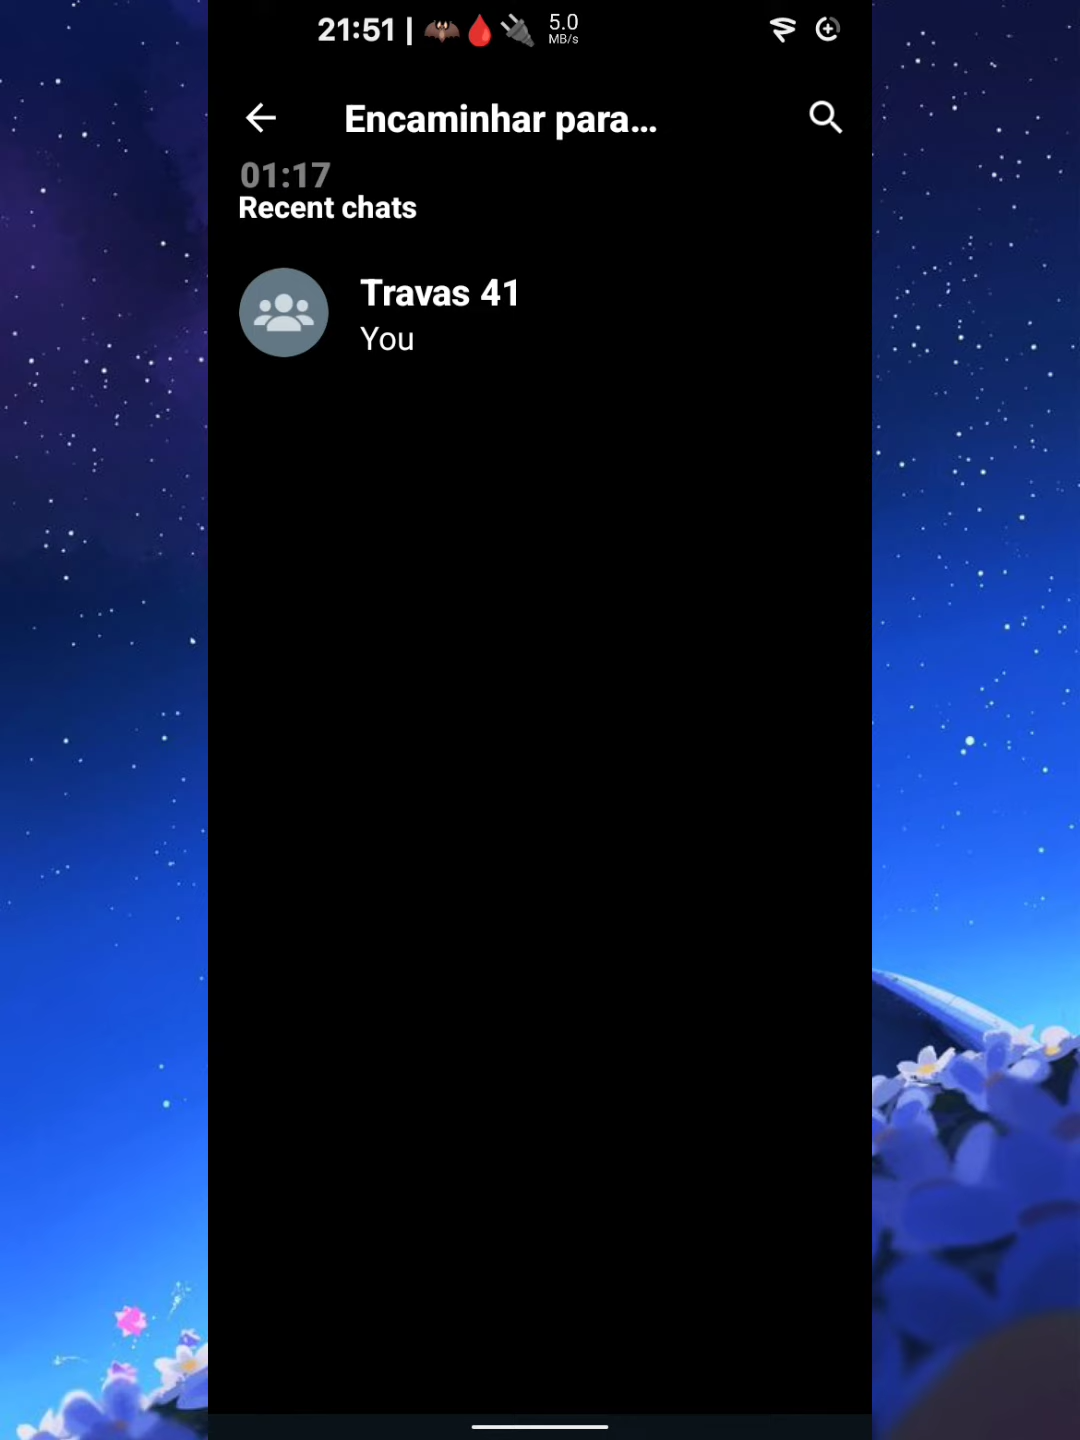 21:51 | 🦇🩸🔌 5.0 MB/s
Encaminhar para...
01:17
Recent chats
Travas 41
You